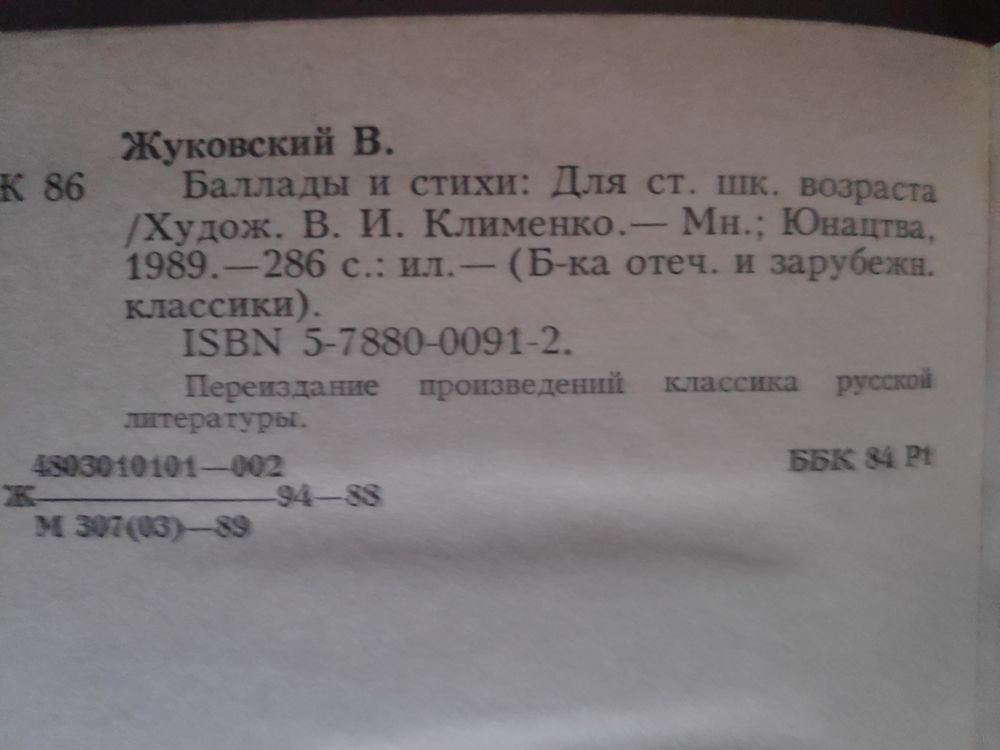 Жуковский В.
К 86 Баллады и стихи: Для ст. шк. возраста
/Худож. В. И. Клименко.— Мн.; Юнацтва,
1989.—286 с.: ил.— (Б-ка отеч. и зарубежн.
классики).
ISBN 5-7880-0091-2.
Переиздание произведений классика русской
литературы.
4803010101—002
Ж————94—88
М 307(03)—89
ББК 84 Р1